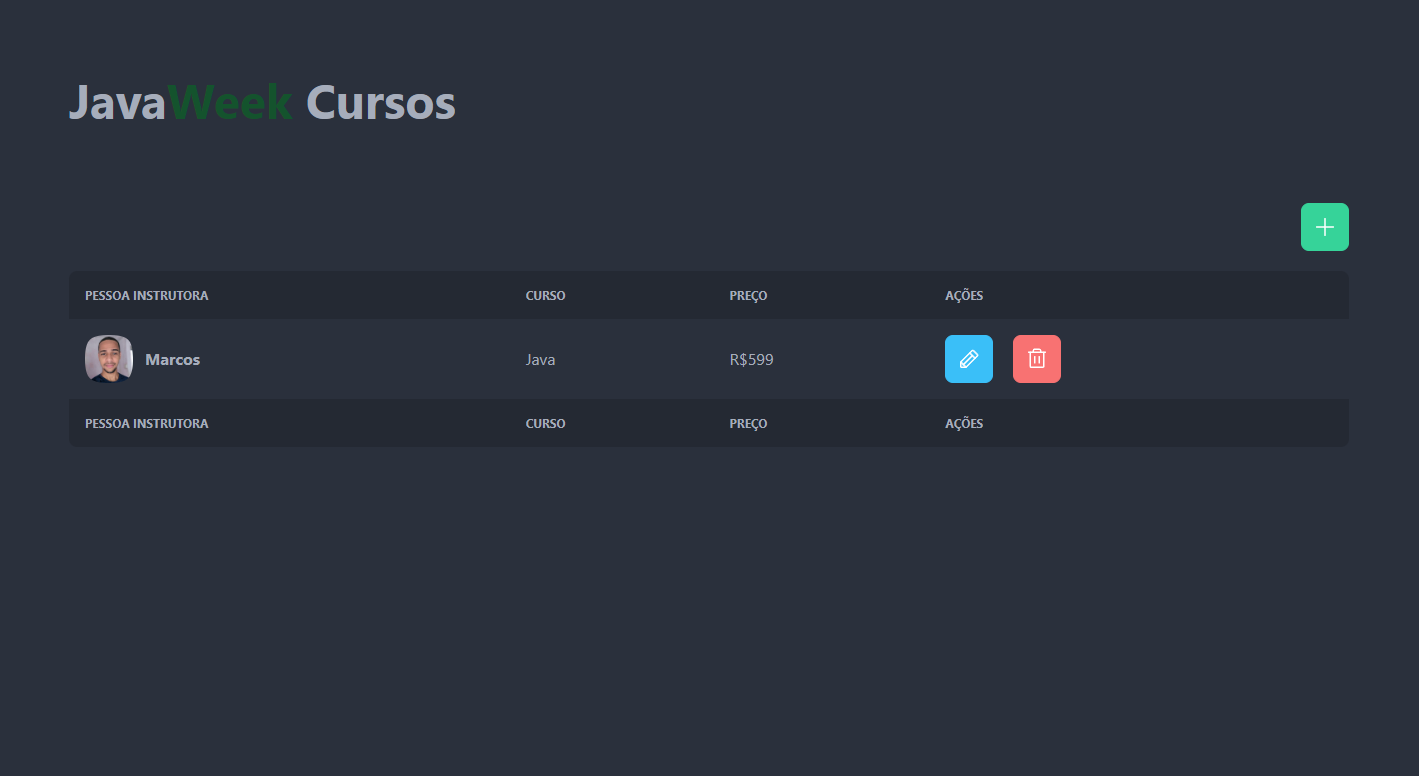 JavaWeek Cursos
PESSOA INSTRUTORA CURSO PREÇO AÇÕES
Marcos Java R$599
PESSOA INSTRUTORA CURSO PREÇO AÇÕES